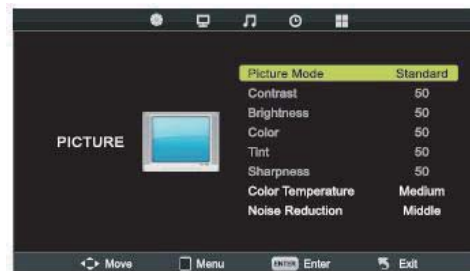 Picture Mode Standard
Contrast 50
Brightness 50
Color 50
PICTURE
Tint 50
Sharpness 50
Color Temperature Medium
Noise Reduction Middle
Move Menu ENTER Enter Exit